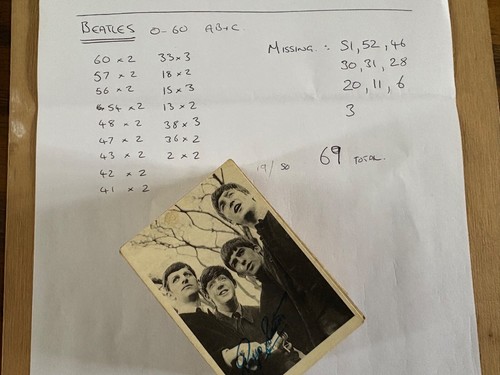 BEATLES 0-60 AB+C.
60 x 2 33 x 3
57 x 2 18 x 2
56 x 2 15 x 3
54 x 2 13 x 2
48 x 2 38 x 3
47 x 2 36 x 2
43 x 2 2 x 2
42 x 2
41 x 2
MISSING. : 51, 52, 46
30, 31, 28
20, 11, 6
3
19/80 69 TOTAL.